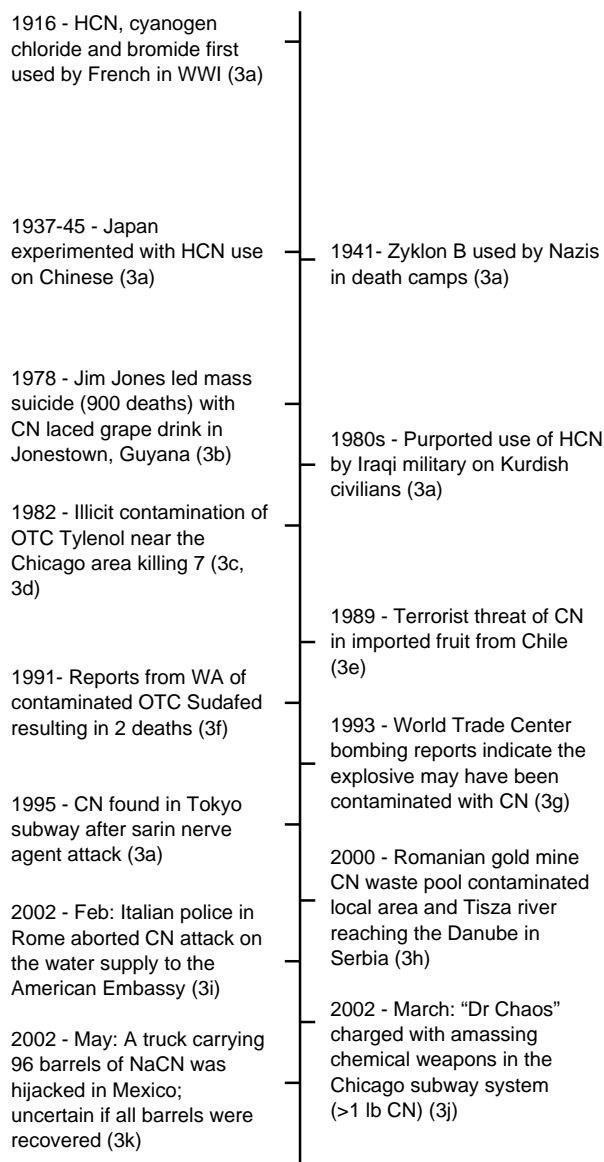 1916 - HCN, cyanogen
chloride and bromide first
used by French in WWI (3a)
1937-45 - Japan
experimented with HCN use
on Chinese (3a)
1941- Zyklon B used by Nazis
in death camps (3a)
1978 - Jim Jones led mass
suicide (900 deaths) with
CN laced grape drink in
Jonestown, Guyana (3b)
1980s - Purported use of HCN
by Iraqi military on Kurdish
civilians (3a)
1982 - Illicit contamination of
OTC Tylenol near the
Chicago area killing 7 (3c,
3d)
1989 - Terrorist threat of CN
in imported fruit from Chile
(3e)
1991- Reports from WA of
contaminated OTC Sudafed
resulting in 2 deaths (3f)
1993 - World Trade Center
bombing reports indicate the
explosive may have been
contaminated with CN (3g)
1995 - CN found in Tokyo
subway after sarin nerve
agent attack (3a)
2000 - Romanian gold mine
CN waste pool contaminated
local area and Tisza river
reaching the Danube in
Serbia (3h)
2002 - Feb: Italian police in
Rome aborted CN attack on
the water supply to the
American Embassy (3i)
2002 - March: “Dr Chaos”
charged with amassing
chemical weapons in the
Chicago subway system
(>1 lb CN) (3j)
2002 - May: A truck carrying
96 barrels of NaCN was
hijacked in Mexico;
uncertain if all barrels were
recovered (3k)